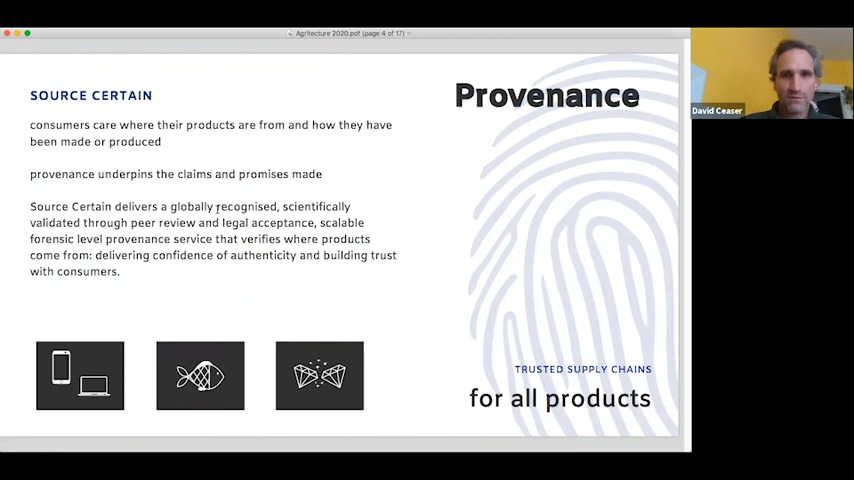 Agritecture 2020.pdf (page 4 of 17)
SOURCE CERTAIN
consumers care where their products are from and how they have
been made or produced
provenance underpins the claims and promises made
Source Certain delivers a globally recognised, scientifically
validated through peer review and legal acceptance, scalable
forensic level provenance service that verifies where products
come from: delivering confidence of authenticity and building trust
with consumers.
Provenance
TRUSTED SUPPLY CHAINS
for all products
David Ceaser